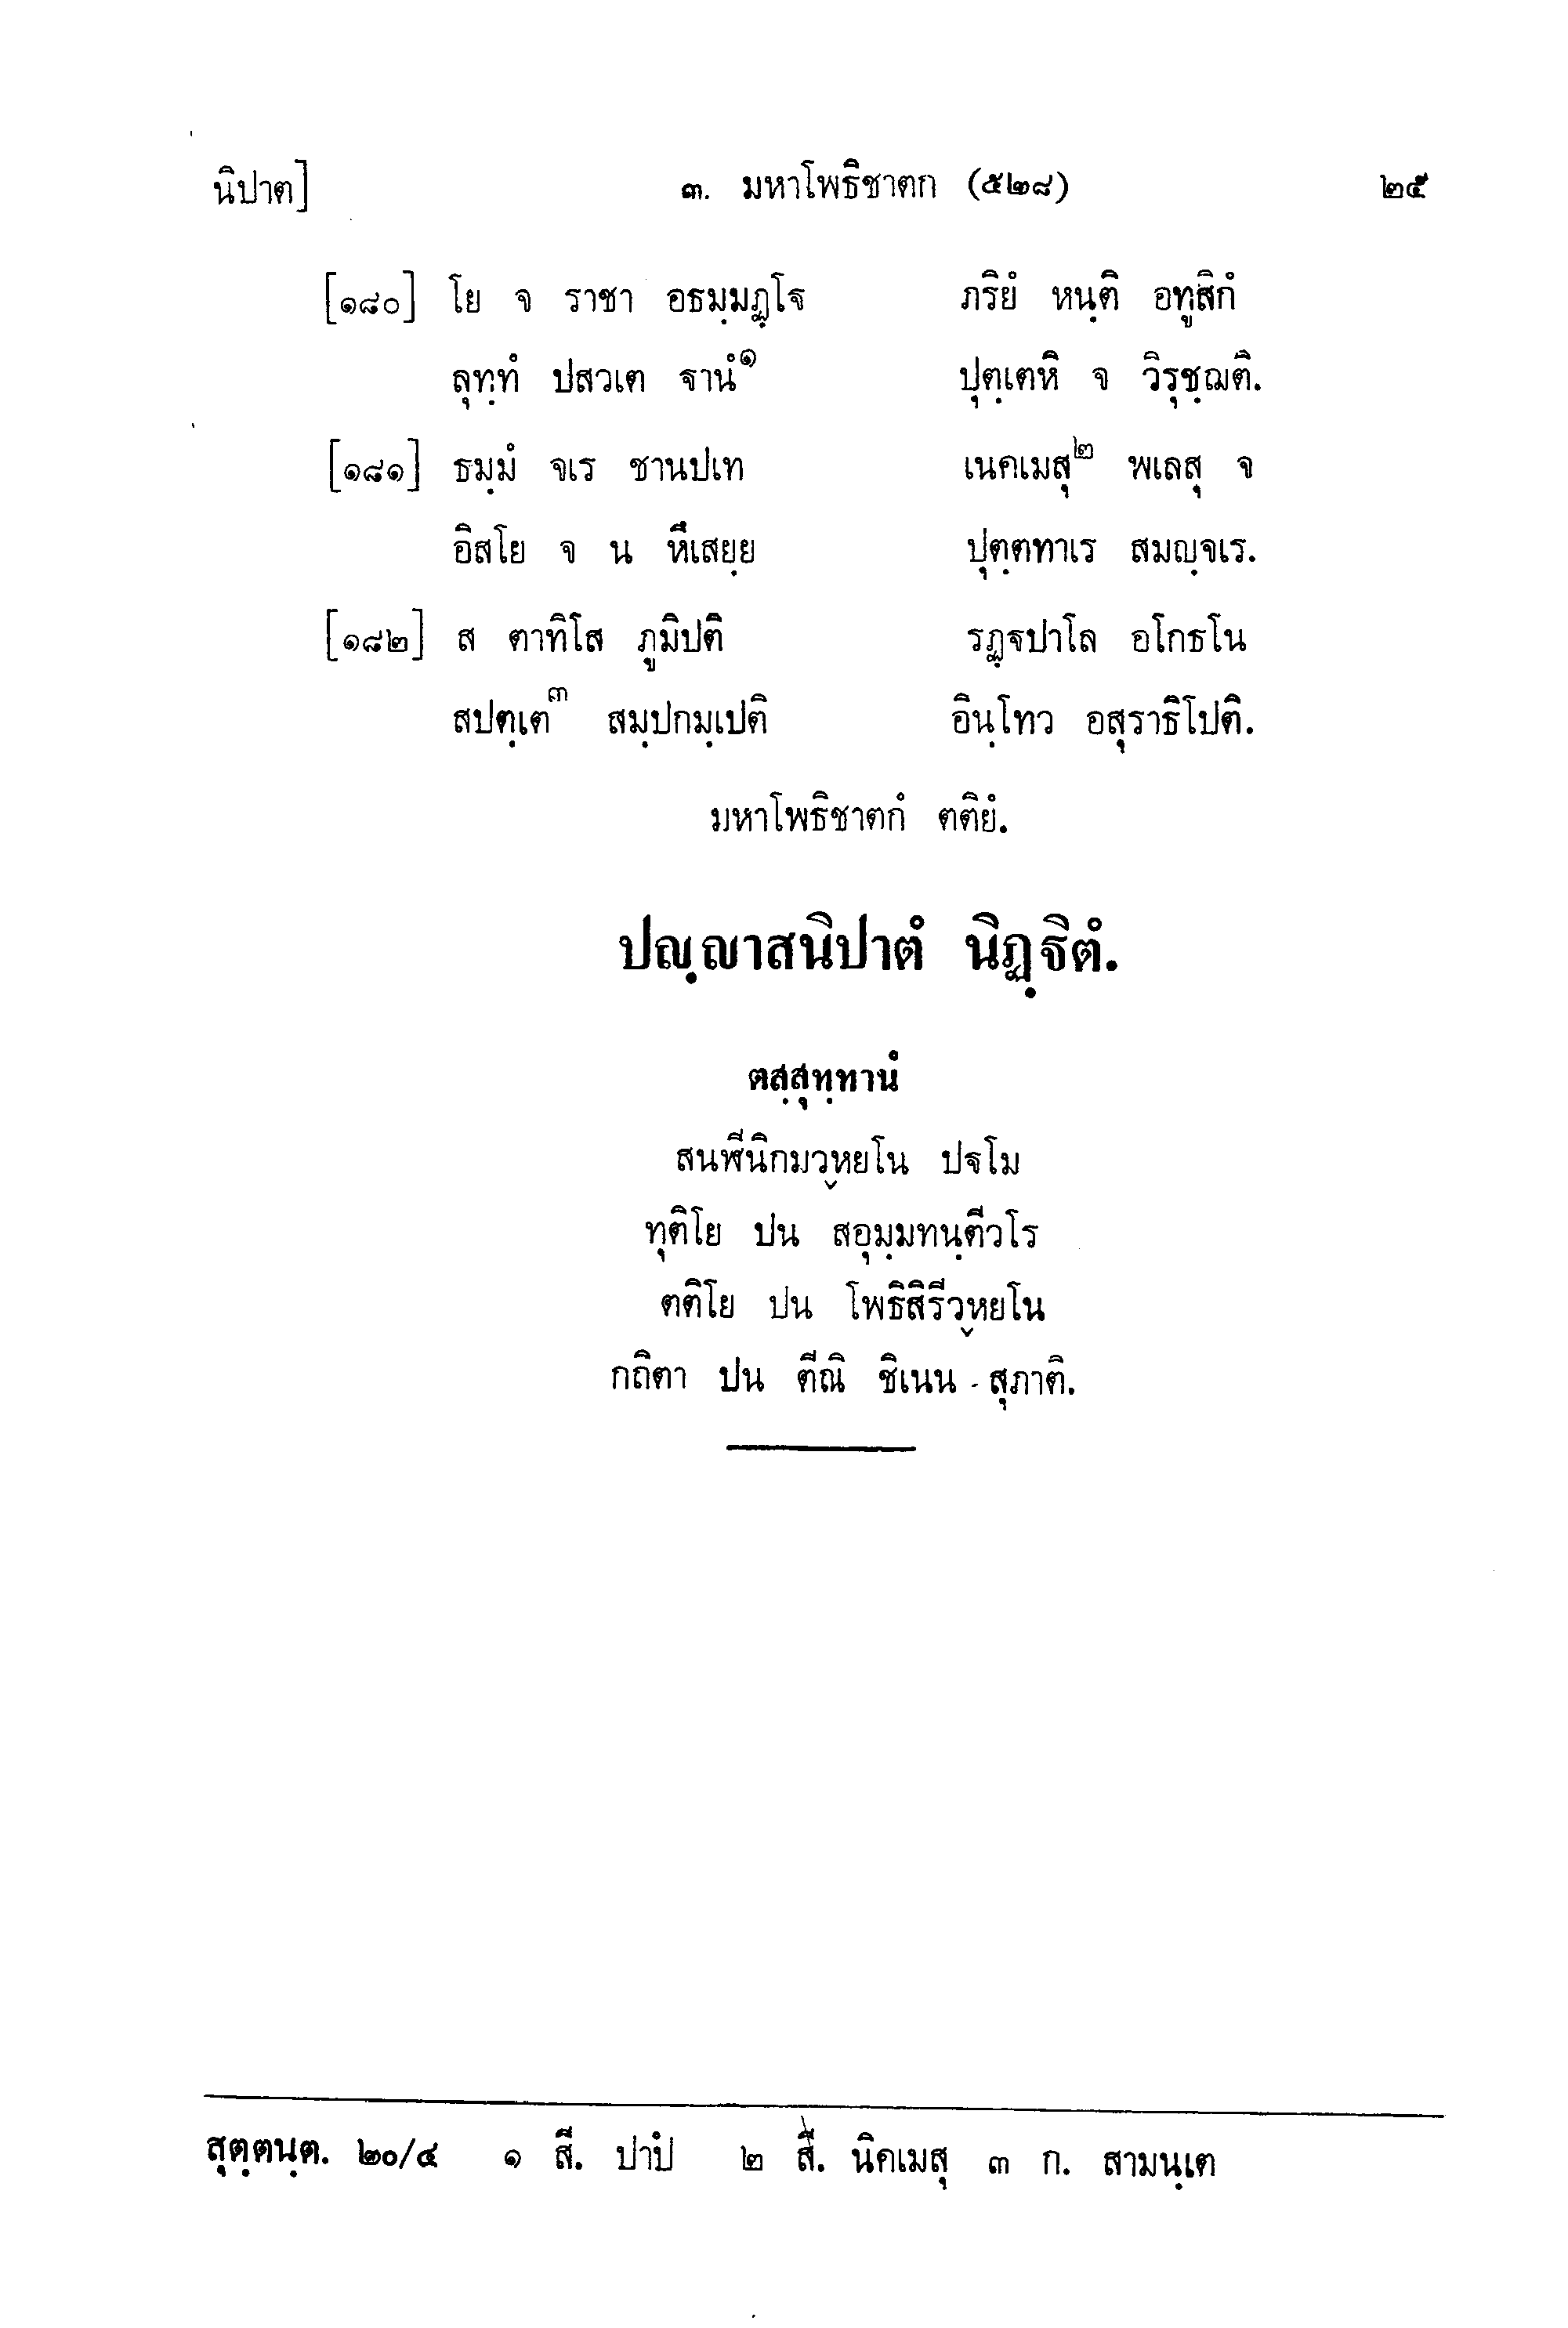 นิปาต] ๓. มหาโพธิชาตก (๕๒๘) ๒๕
[๑๘๐] โย จ ราชา อธมฺมฏฺโฐ ภริยํ หนฺติ อทูสิกํ
ลุทฺทํ ปสวเต ฐานํ๑ ปุตฺเตหิ จ วิรุชฺฌติ.
[๑๘๑] ธมฺมํ จเร ชานปเท เนคเมสุ๒ พเลสุ จ
อิสโย จ น หึเสยฺย ปุตฺตทาเร สมญฺจเร.
[๑๘๒] ส ตาทิโส ภูมิปติ รฏฺฐปาโล อโกธโน
สปตฺเต๓ สมฺปกมฺเปติ อินฺโทว อสุราธิโปติ.
มหาโพธิชาตกํ ตติยํ.
ปญฺญาสนิปาตํ นิฏฺฐิตํ.
ตสฺสุทฺทานํ
สนฬีนิกมวฺหยโน ปฐโม
ทุติโย ปน สอุมฺมทนฺตีวโร
ตติโย ปน โพธิสิรีวฺหยโน
กถิตา ปน ตีณิ ชิเนน สุภาติ.
สุตฺตนฺต. ๒๐/๔ ๑ สี. ปาปํ ๒ สี. นิคเมสุ ๓ ก. สามนฺเต